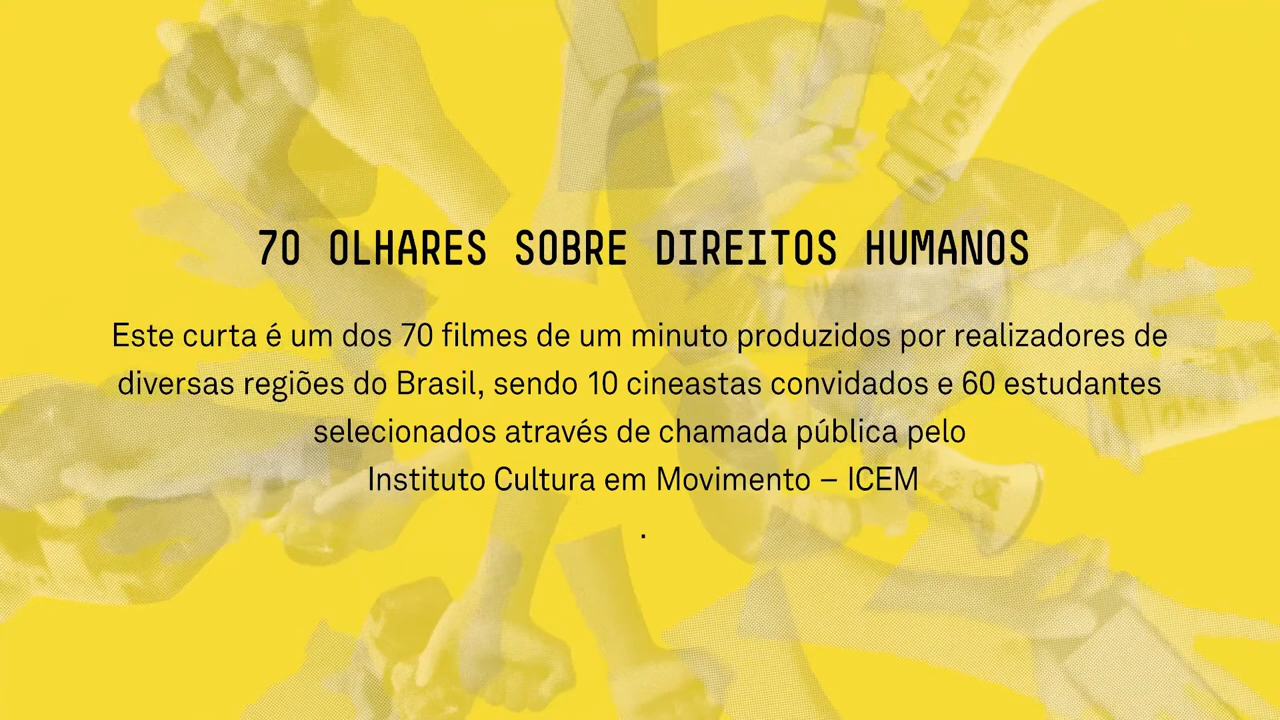 70 OLHARES SOBRE DIREITOS HUMANOS
Este curta é um dos 70 filmes de um minuto produzidos por realizadores de
diversas regiões do Brasil, sendo 10 cineastas convidados e 60 estudantes
selecionados através de chamada pública pelo
Instituto Cultura em Movimento – ICEM
.